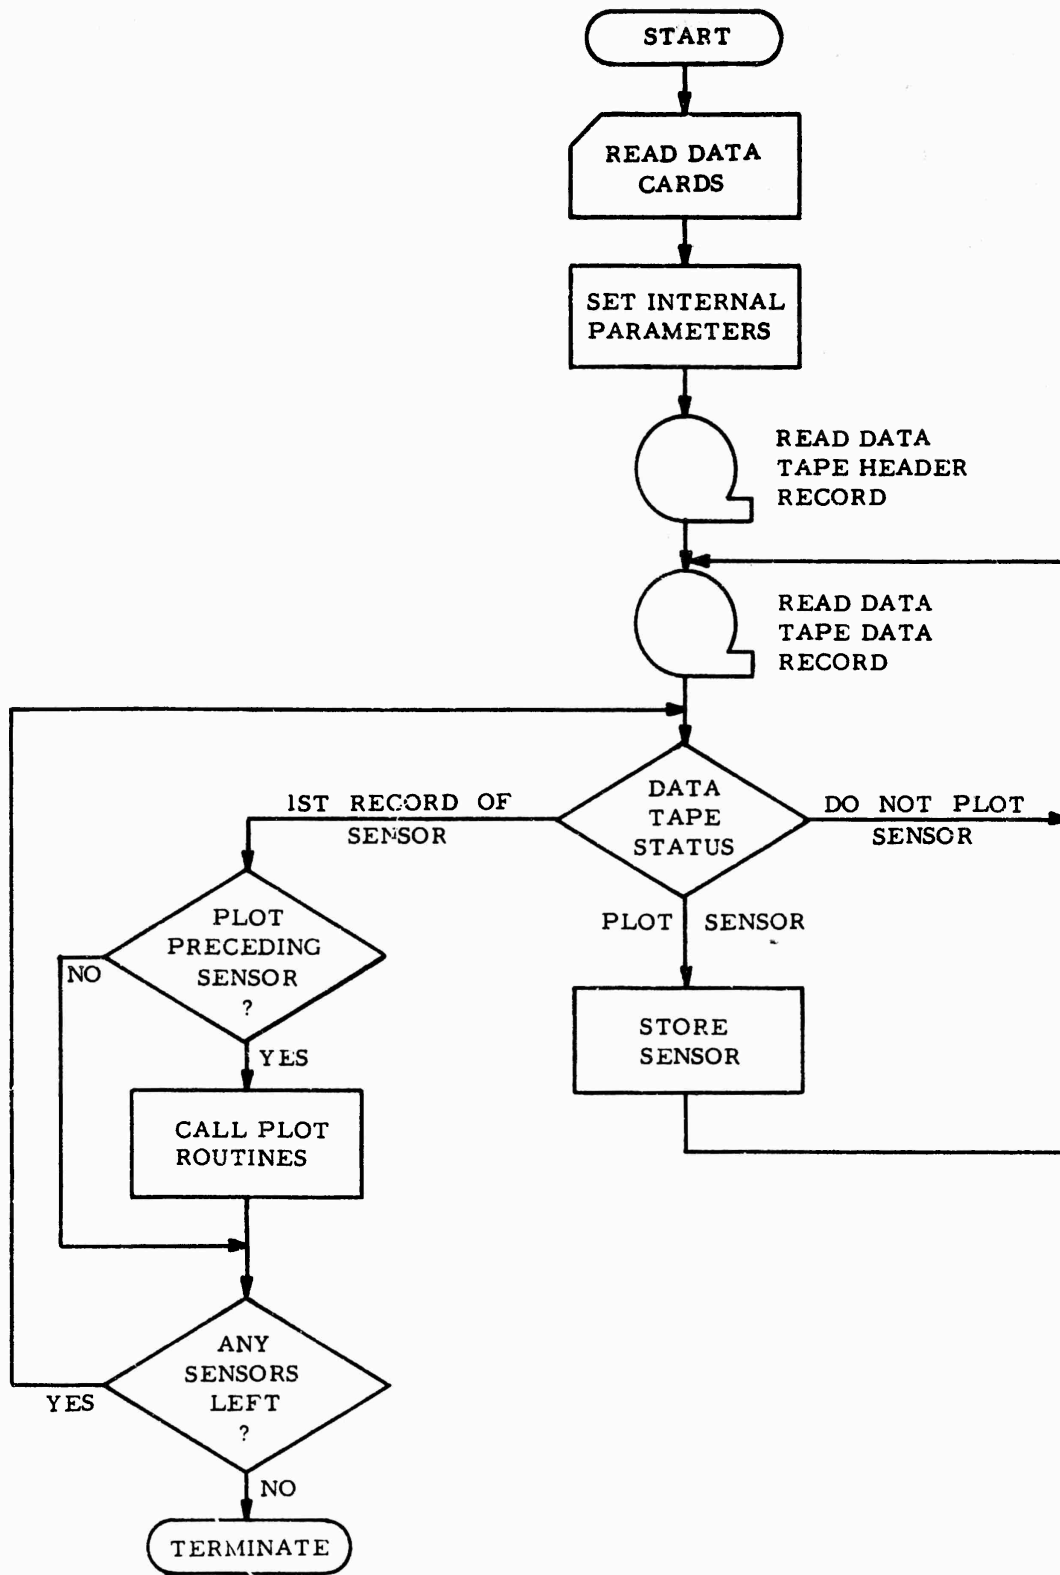 START
READ DATA
CARDS
SET INTERNAL
PARAMETERS
READ DATA
TAPE HEADER
RECORD
READ DATA
TAPE DATA
RECORD
DATA
TAPE
STATUS
1ST RECORD OF
SENSOR
DO NOT PLOT
SENSOR
PLOT SENSOR
PLOT
PRECEDING
SENSOR
?
NO
YES
STORE
SENSOR
CALL PLOT
ROUTINES
ANY
SENSORS
LEFT
?
YES
NO
TERMINATE